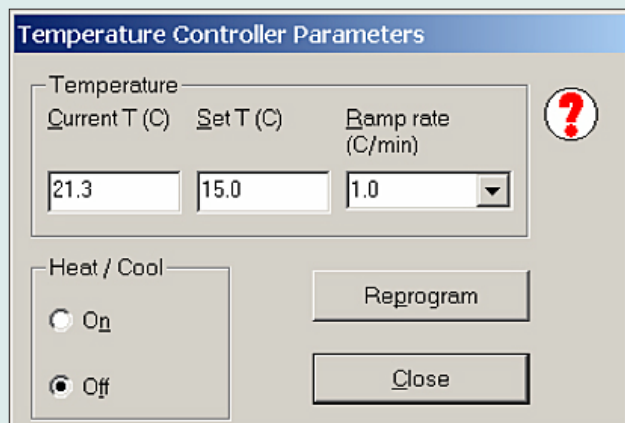 Temperature Controller Parameters
Temperature
Current T (C) Set T (C) Ramp rate
(C/min)
21.3 15.0 1.0
?
Heat / Cool
On
Off
Reprogram
Close